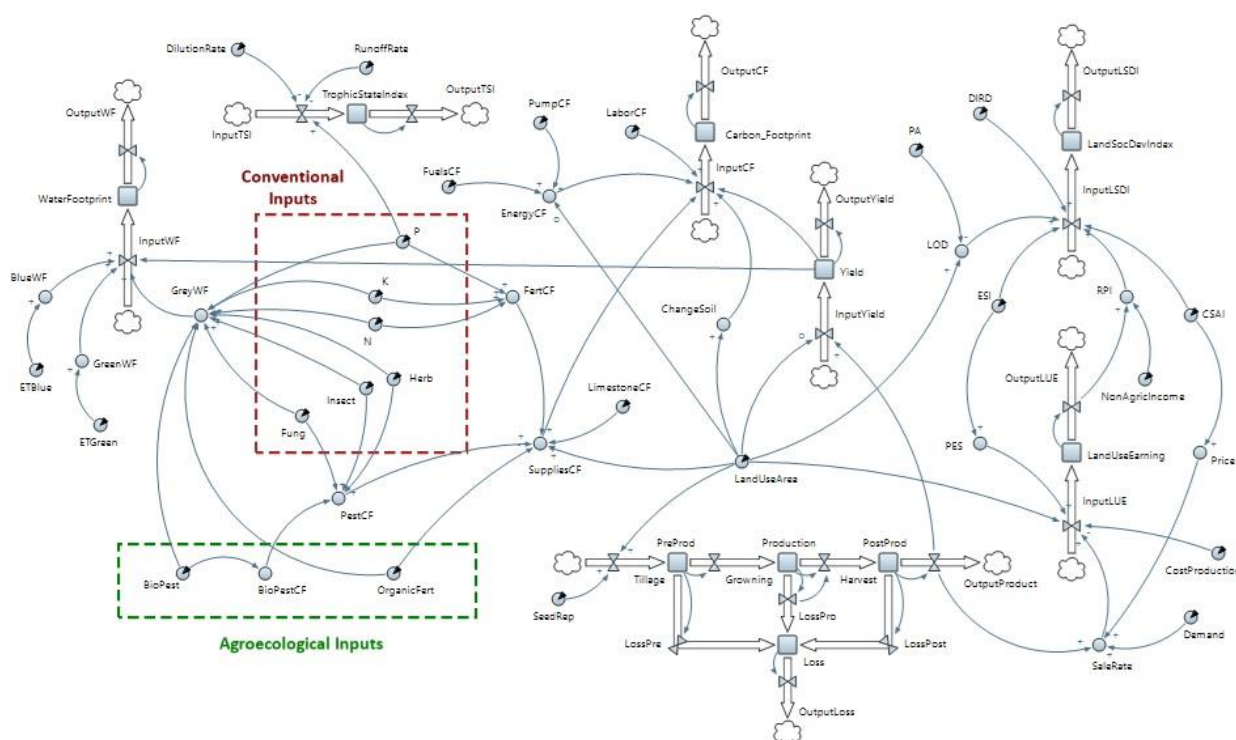 DilutionRate
RunoffRate
OutputWF
TrophicStateIndex
OutputTSI
InputTSI
WaterFootprint
InputWF
BlueWF
GreenWF
ETBlue
ETGreen
GreyWF
Conventional
Inputs
P
K
N
Herb
Insect
Fung
FertCF
PestCF
BioPest
BioPestCF
OrganicFert
Agroecological Inputs
PumpCF
FuelsCF
EnergyCF
LaborCF
OutputCF
Carbon_Footprint
InputCF
OutputYield
Yield
InputYield
ChangeSoil
LimestoneCF
SuppliesCF
LandUseArea
PreProd
Production
PostProd
Tillage
Growning
Harvest
OutputProduct
SeedRep
LossPro
LossPre
Loss
LossPost
OutputLoss
PA
DIRD
OutputLSDI
LandSocDevIndex
InputLSDI
LOD
ESI
RPI
CSAI
OutputLUE
NonAgricIncome
PES
LandUseEarning
Price
InputLUE
CostProduction
Demand
SaleRate